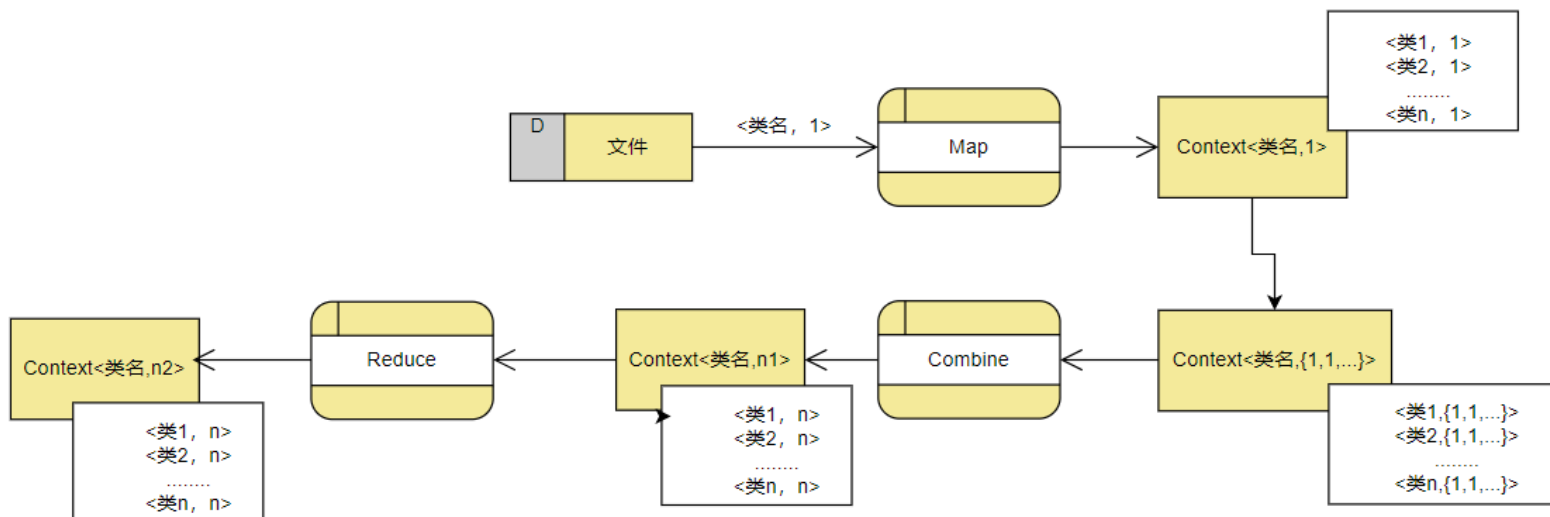 <类1，1>
<类2，1>
........
<类n，1>
D
文件
<类名，1>
Map
Context<类名,1>
Context<类名,n2>
Reduce
Context<类名,n1>
Combine
Context<类名,{1,1,...}>
<类1，n>
<类2，n>
........
<类n，n>
<类1，n>
<类2，n>
........
<类n，n>
<类1,{1,1,...}>
<类2,{1,1,...}>
........
<类n,{1,1,...}>